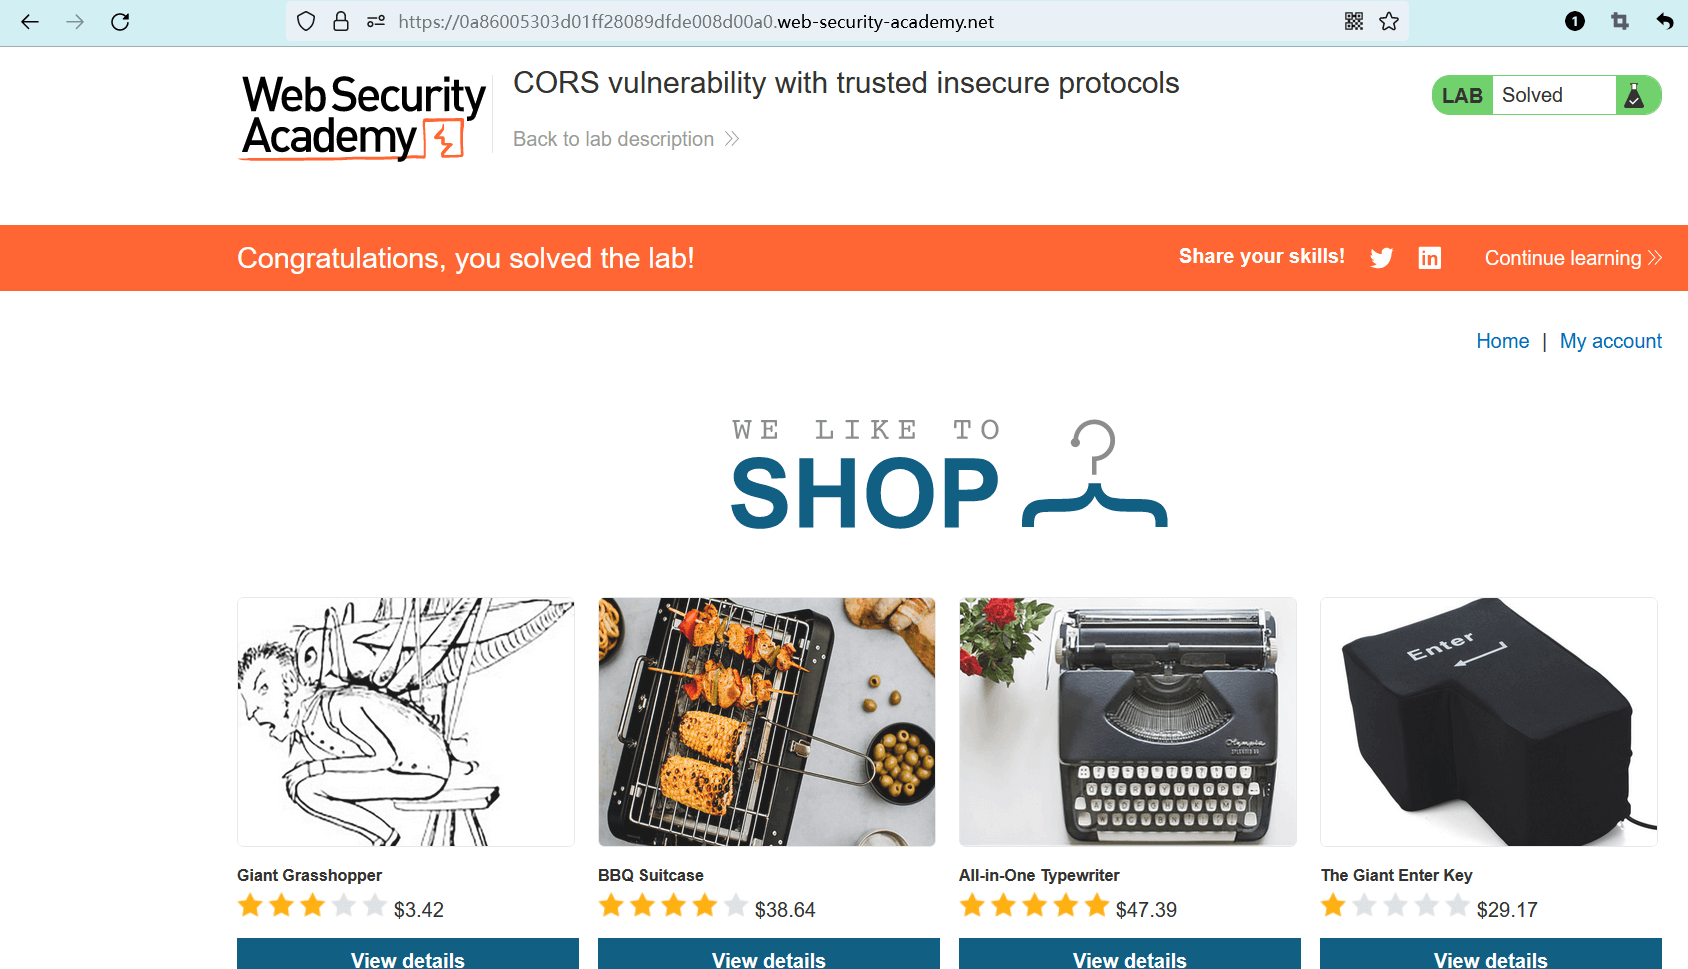 https://0a86005303d01ff28089dfde008d00a0.web-security-academy.net
1
Web Security
Academy
CORS vulnerability with trusted insecure protocols
Back to lab description
LAB Solved
Congratulations, you solved the lab!
Share your skills!
in
Continue learning
Home | My account
WE LIKE TO
SHOP
Enter
Olympia
Giant Grasshopper
BBQ Suitcase
All-in-One Typewriter
The Giant Enter Key
$3.42
$38.64
$47.39
$29.17
View details
View details
View details
View details